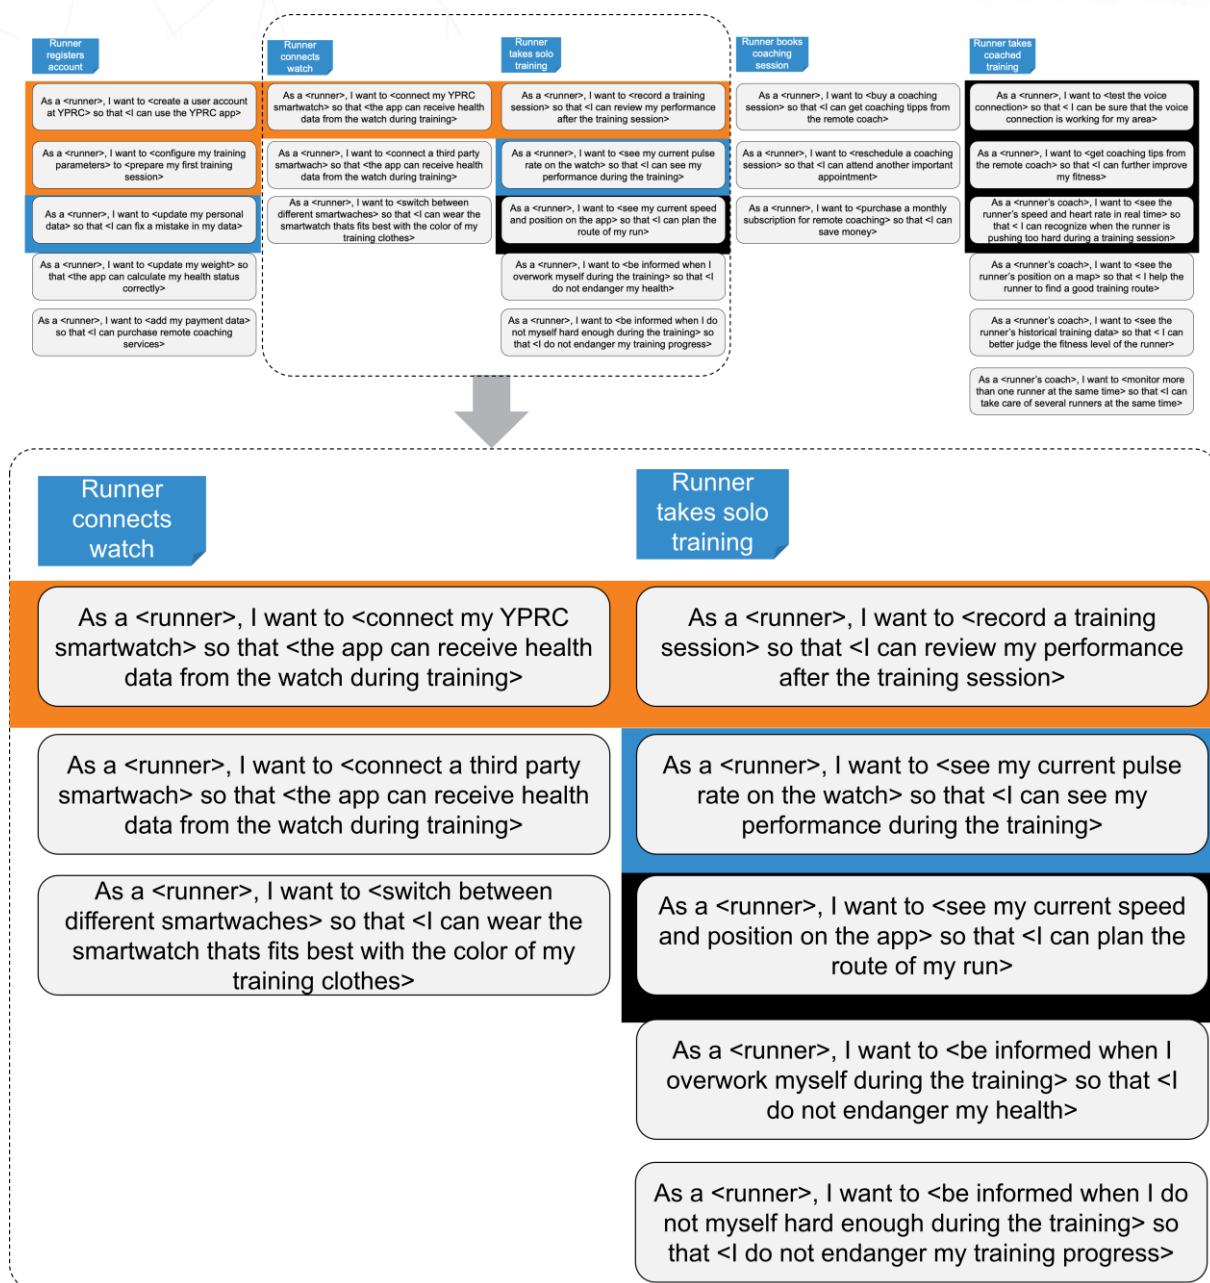 Runner
registers
account
As a <runner>, I want to <create a user account
at YPRC> so that <I can use the YPRC app>
As a <runner>, I want to <configure my training
parameters> to <prepare my first training
session>
As a <runner>, I want to <update my personal
data> so that <I can fix a mistake in my data>
As a <runner>, I want to <update my weight> so
that <the app can calculate my health status
correctly>
As a <runner>, I want to <add my payment data>
so that <I can purchase remote coaching
services>
Runner
connects
watch
As a <runner>, I want to <connect my YPRC
smartwatch> so that <the app can receive health
data from the watch during training>
As a <runner>, I want to <connect a third party
smartwach> so that <the app can receive health
data from the watch during training>
As a <runner>, I want to <switch between
different smartwaches> so that <I can wear the
smartwatch thats fits best with the color of my
training clothes>
Runner
takes solo
training
As a <runner>, I want to <record a training
session> so that <I can review my performance
after the training session>
As a <runner>, I want to <see my current pulse
rate on the watch> so that <I can see my
performance during the training>
As a <runner>, I want to <see my current speed
and position on the app> so that <I can plan the
route of my run>
As a <runner>, I want to <be informed when I
overwork myself during the training> so that <I
do not endanger my health>
As a <runner>, I want to <be informed when I do
not myself hard enough during the training> so
that <I do not endanger my training progress>
Runner books
coaching
session
As a <runner>, I want to <buy a coaching
session> so that <I can get coaching tipps from
the remote coach>
As a <runner>, I want to <reschedule a coaching
session> so that <I can attend another important
appointment>
As a <runner>, I want to <purchase a monthly
subscription for remote coaching> so that <I can
save money>
Runner takes
coached
training
As a <runner>, I want to <test the voice
connection> so that < I can be sure that the voice
connection is working for my area>
As a <runner>, I want to <get coaching tips from
the remote coach> so that <I can further improve
my fitness>
As a <runner's coach>, I want to <see the
runner's speed and heart rate in real time> so
that < I can recognize when the runner is
pushing too hard during a training session>
As a <runner's coach>, I want to <see the
runner's position on a map> so that < I help the
runner to find a good training route>
As a <runner's coach>, I want to <see the
runner's historical training data> so that < I can
better judge the fitness level of the runner>
As a <runner's coach>, I want to <monitor more
than one runner at the same time> so that <I can
take care of several runners at the same time>
Runner
connects
watch
As a <runner>, I want to <connect my YPRC
smartwatch> so that <the app can receive health
data from the watch during training>
As a <runner>, I want to <connect a third party
smartwach> so that <the app can receive health
data from the watch during training>
As a <runner>, I want to <switch between
different smartwaches> so that <I can wear the
smartwatch thats fits best with the color of my
training clothes>
Runner
takes solo
training
As a <runner>, I want to <record a training
session> so that <I can review my performance
after the training session>
As a <runner>, I want to <see my current pulse
rate on the watch> so that <I can see my
performance during the training>
As a <runner>, I want to <see my current speed
and position on the app> so that <I can plan the
route of my run>
As a <runner>, I want to <be informed when I
overwork myself during the training> so that <I
do not endanger my health>
As a <runner>, I want to <be informed when I do
not myself hard enough during the training> so
that <I do not endanger my training progress>